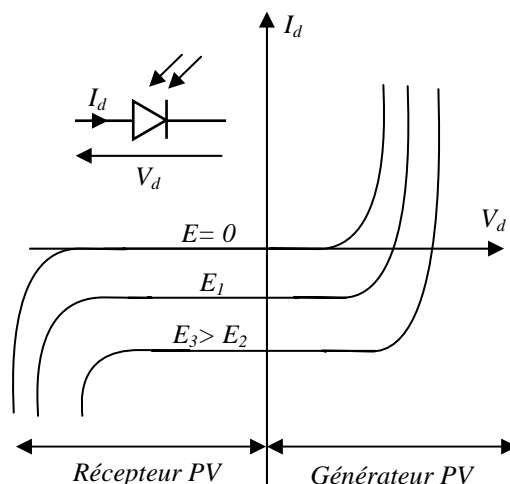 I_d
I_d
V_d
V_d
E= 0
E_1
E_3> E_2
Récepteur PV
Générateur PV